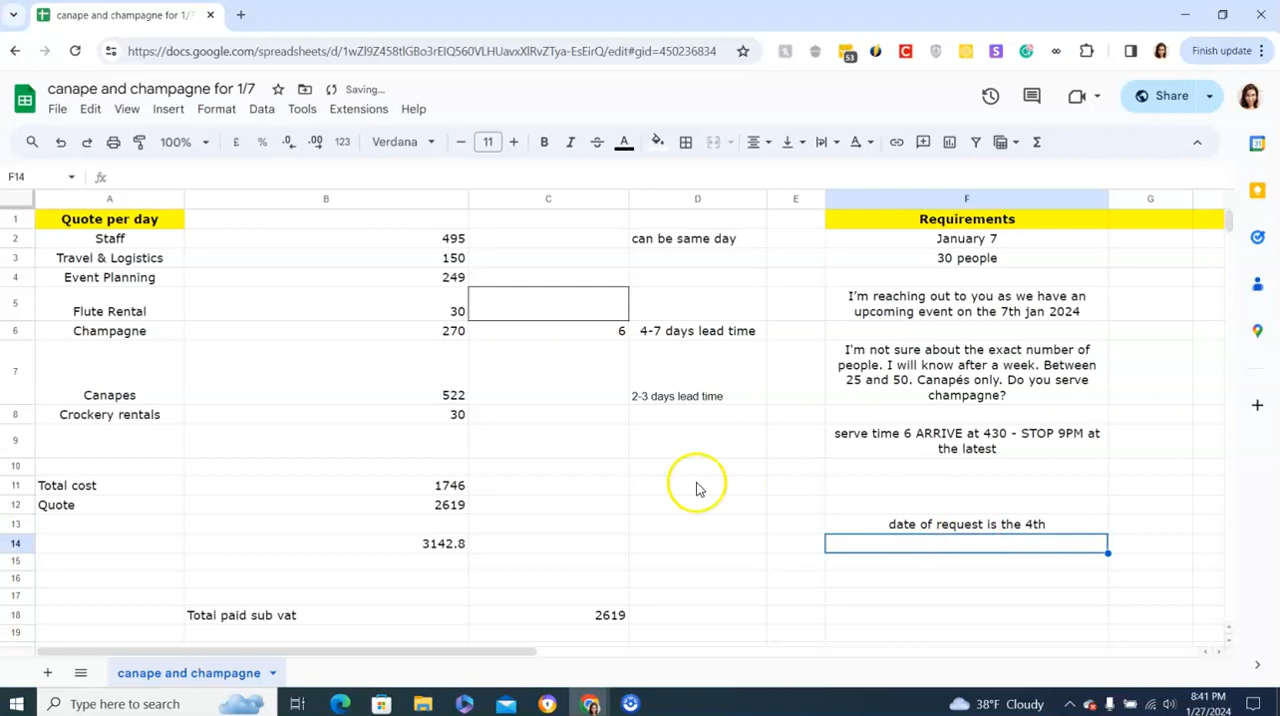 canape and champagne for 1/7
https://docs.google.com/spreadsheets/d/1wZl9Z458tlGBo3rEIQ560VLHUavxXlRvZTya-EsEirQ/edit#gid=450236834
53
Finish update
canape and champagne for 1/7
Saving...
File Edit View Insert Format Data Tools Extensions Help
Share
100% £ % .0 .00 123 Verdana 11
F14
A B C D E F G
1 Quote per day Requirements
2 Staff 495 can be same day January 7
3 Travel & Logistics 150 30 people
4 Event Planning 249
I'm reaching out to you as we have an
5 Flute Rental 30 upcoming event on the 7th jan 2024
6 Champagne 270 6 4-7 days lead time
I'm not sure about the exact number of
people. I will know after a week. Between
7 25 and 50. Canapés only. Do you serve
Canapes 522 2-3 days lead time champagne?
8 Crockery rentals 30
9 serve time 6 ARRIVE at 430 - STOP 9PM at
the latest
10
11 Total cost 1746
12 Quote 2619
13 date of request is the 4th
14 3142.8
15
16
17
18 Total paid sub vat 2619
19
canape and champagne
Type here to search
38°F Cloudy
8:41 PM
1/27/2024